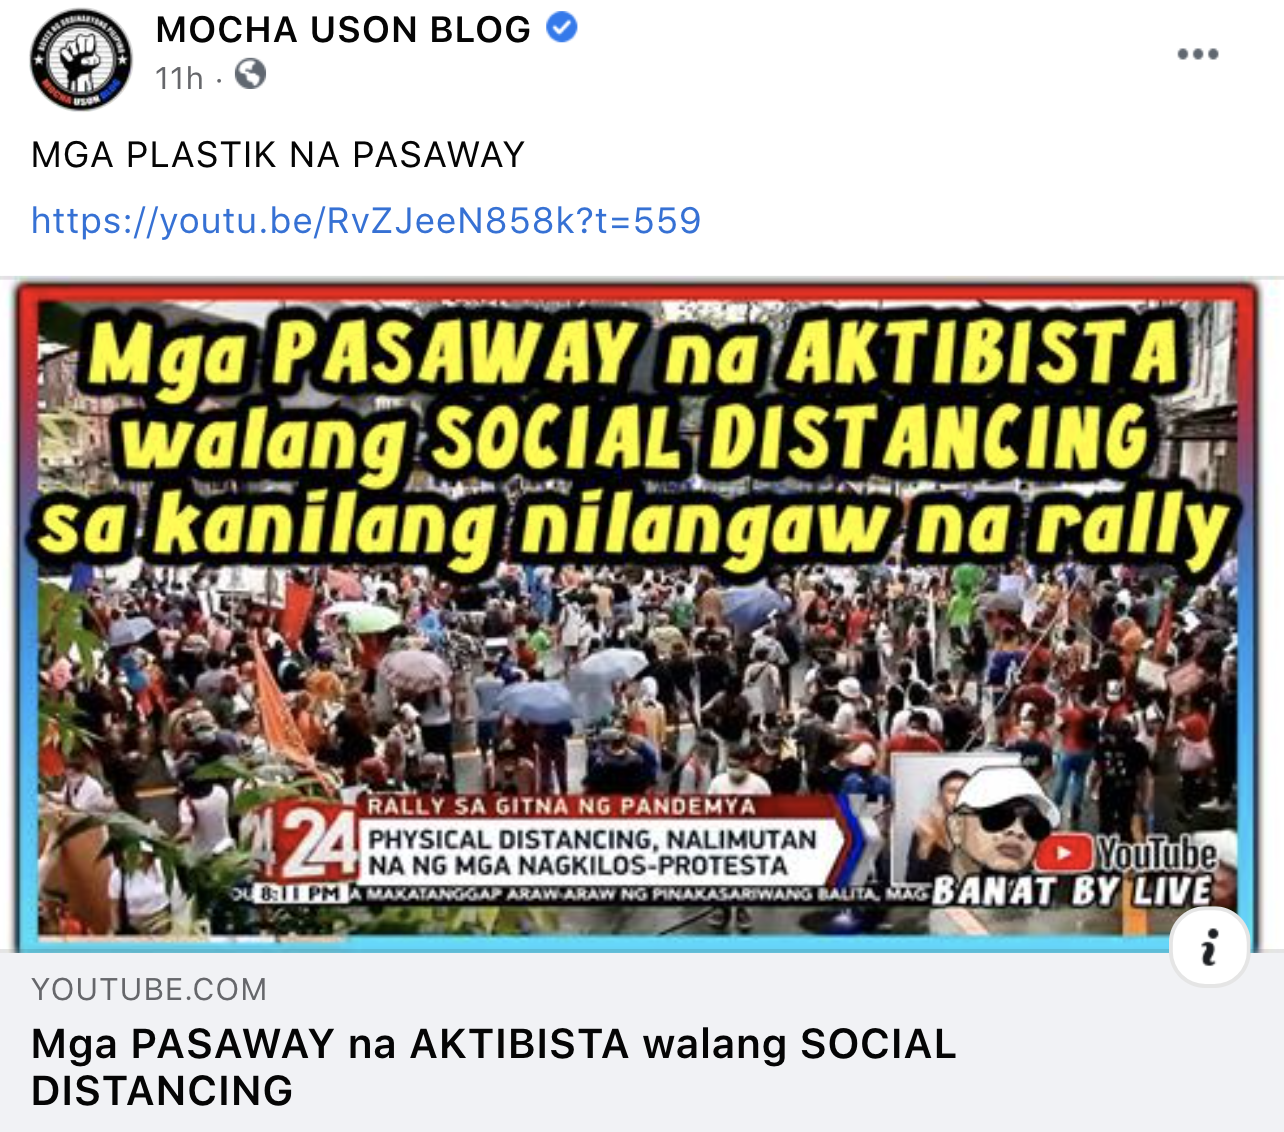 MOCHA USON BLOG
11h ·
MGA PLASTIK NA PASAWAY
https://youtu.be/RvZJeeN858k?t=559
Mga PASAWAY na AKTIBISTA
walang SOCIAL DISTANCING
sa kanilang nilangaw na rally
RALLY SA GITNA NG PANDEMYA
24
PHYSICAL DISTANCING, NALIMUTAN
NA NG MGA NAGKILOS-PROTESTA
8:11 PM A MAKATANGGAP ARAW-ARAW NG PINAKASARIWANG BALITA, MAG
YouTube
BANAT BY LIVE
YOUTUBE.COM
Mga PASAWAY na AKTIBISTA walang SOCIAL
DISTANCING